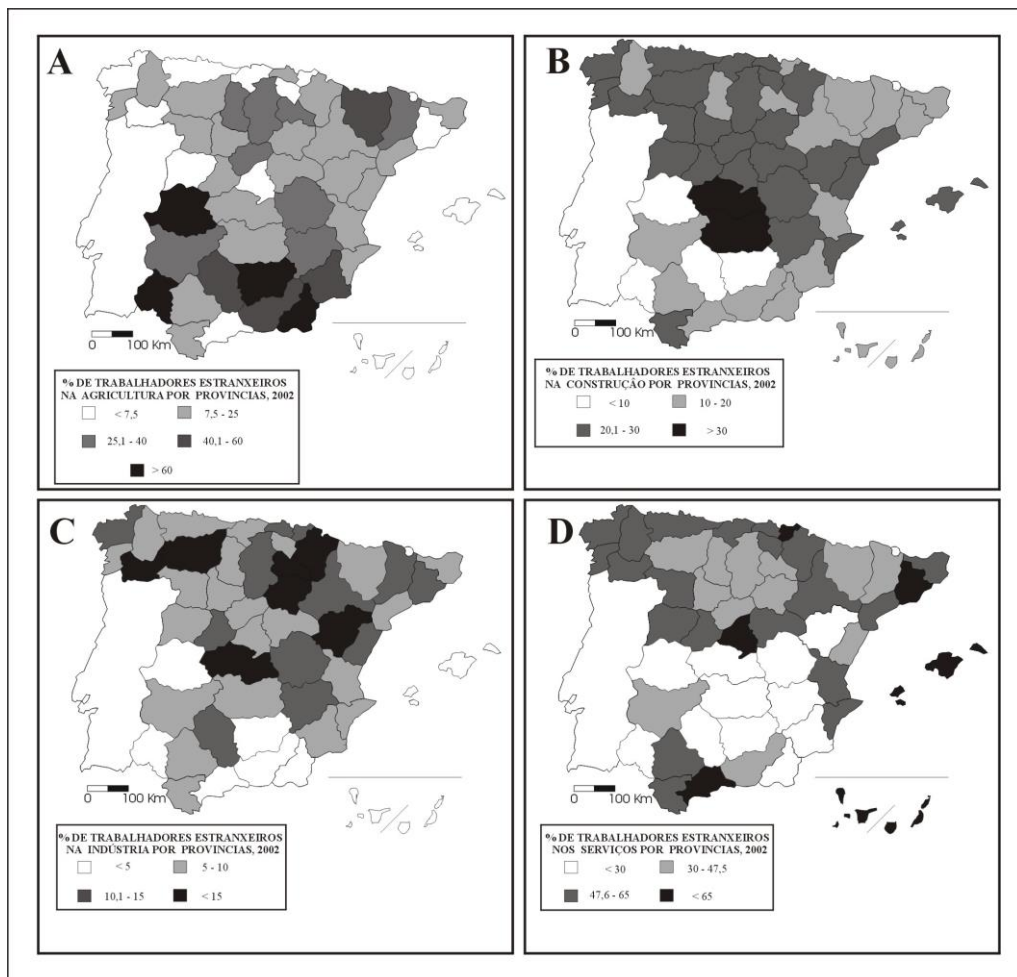 A
0 100 Km
% DE TRABALHADORES ESTRANXEIROS
NA AGRICULTURA POR PROVINCIAS, 2002
< 7,5 7,5 - 25
25,1 - 40 40,1 - 60
> 60
B
0 100 Km
% DE TRABALHADORES ESTRANXEIROS
NA CONSTRUÇÃO POR PROVINCIAS, 2002
< 10 10 - 20
20,1 - 30 > 30
C
0 100 Km
% DE TRABALHADORES ESTRANXEIROS
NA INDÚSTRIA POR PROVINCIAS, 2002
< 5 5 - 10
10,1 - 15 < 15
D
0 100 Km
% DE TRABALHADORES ESTRANXEIROS
NOS SERVIÇOS POR PROVINCIAS, 2002
< 30 30 - 47,5
47,6 - 65 < 65